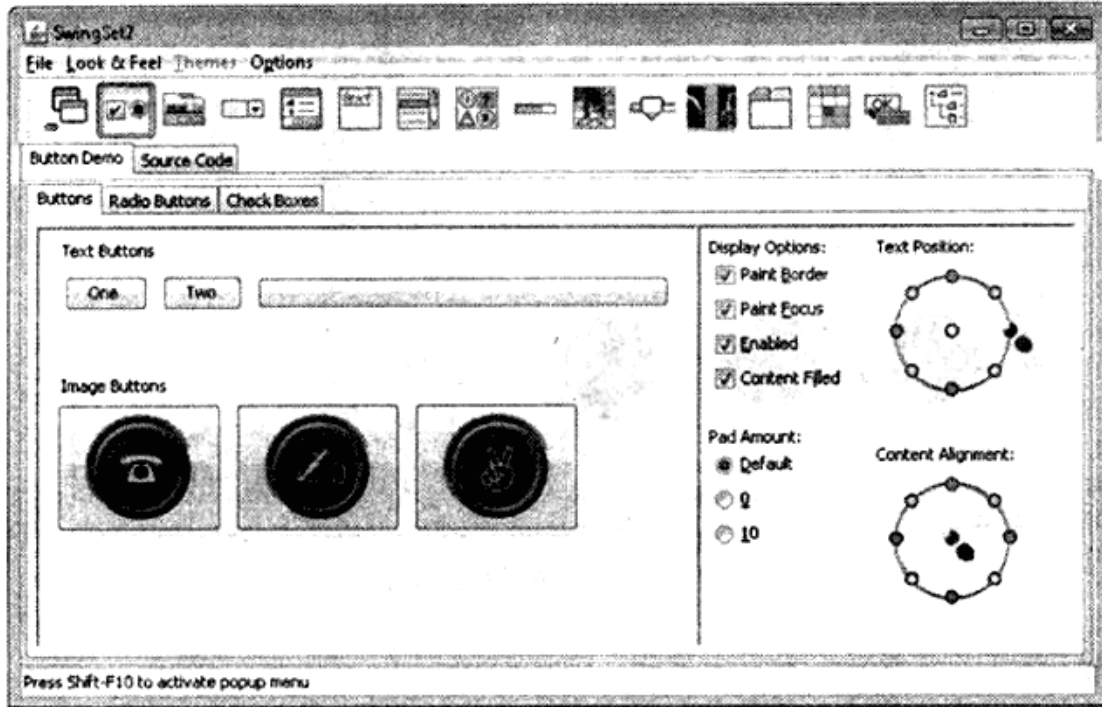 SwingSet2
File Look & Feel Themes Options
Button Demo Source Code
Buttons Radio Buttons Check Boxes
Text Buttons
One Two
Image Buttons
Display Options:
Paint Border
Paint Focus
Enabled
Content Filled
Pad Amount:
Default
0
10
Text Position:
Content Alignment:
Press Shift-F10 to activate popup menu